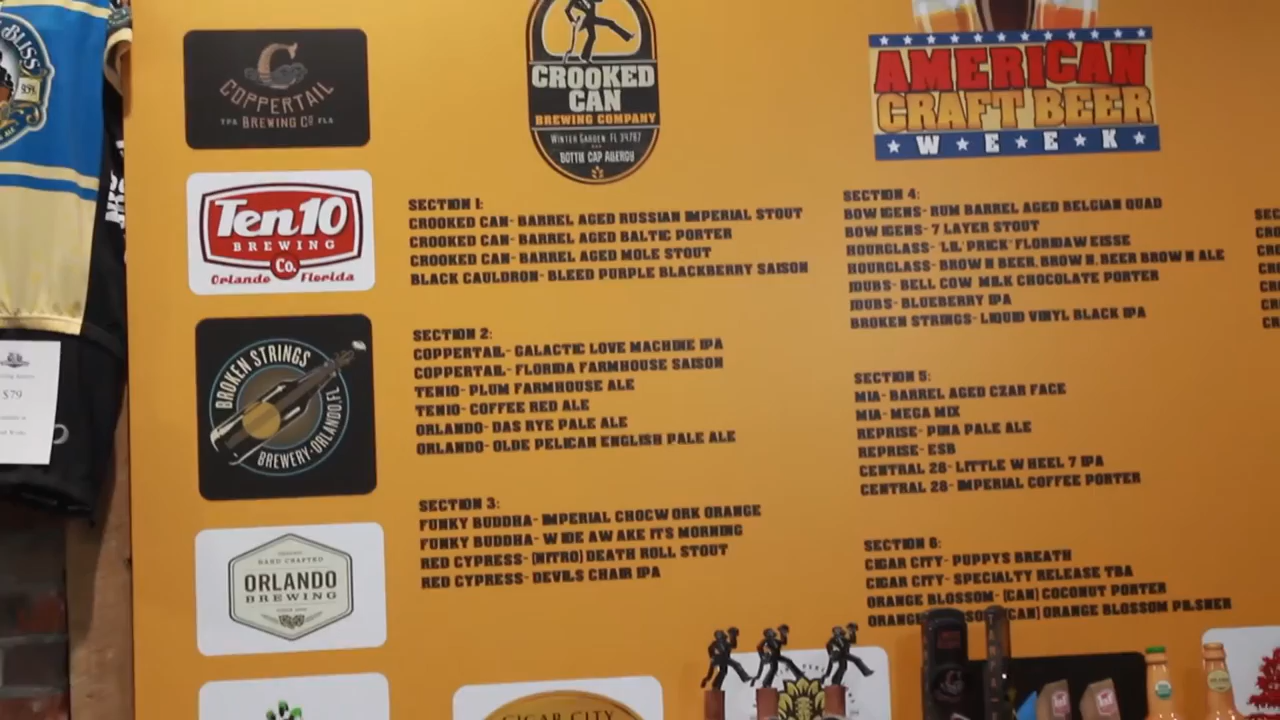 BLISS
$79
COPPERTAIL
TPA BREWING CO FLA
Ten10
BREWING
Co.
Orlando Florida
BROKEN STRINGS
BREWERY·ORLANDO, FL
HAND CRAFTED
ORLANDO
BREWING
CROOKED
CAN
BREWING COMPANY
WINTER GARDEN FL 34787
BOTTLE CAP ABERGU
AMERICAN
CRAFT BEER
WEEK
SECTION 1:
CROOKED CAN- BARREL AGED RUSSIAN IMPERIAL STOUT
CROOKED CAN- BARREL AGED BALTIC PORTER
CROOKED CAN- BARREL AGED MOLE STOUT
BLACK CAULDRON- BLEED PURPLE BLACKBERRY SAISON
SECTION 2:
COPPERTAIL- GALACTIC LOVE MACHINE IPA
COPPERTAIL- FLORIDA FARMHOUSE SAISON
TEN10- PLUM FARMHOUSE ALE
TEN10- COFFEE RED ALE
ORLANDO- DAS RYE PALE ALE
ORLANDO- OLDE PELICAN ENGLISH PALE ALE
SECTION 3:
FUNKY BUDDHA- IMPERIAL CHOCWORK ORANGE
FUNKY BUDDHA- WIDE AWAKE IT'S MORNING
RED CYPRESS- (NITRO) DEATH ROLL STOUT
RED CYPRESS- DEVILS CHAIR IPA
SECTION 4:
BOWIGENS- RUM BARREL AGED BELGIAN QUAD
BOWIGENS- 7 LAYER STOUT
HOURGLASS- 'LIL 'PRICK' FLORIDAWEISSE
HOURGLASS- BROWN BEER, BROWN, BEER BROWN ALE
JDUBS- BELL COW MILK CHOCOLATE PORTER
JDUBS- BLUEBERRY IPA
BROKEN STRINGS- LIQUID VINYL BLACK IPA
SECTION 5:
MIA- BARREL AGED CZAR FACE
MIA- MEGA MIX
REPRISE- PINA PALE ALE
REPRISE- ESB
CENTRAL 28- LITTLE WHEEL 7 IPA
CENTRAL 28- IMPERIAL COFFEE PORTER
SECTION 6:
CIGAR CITY- PUPPYS BREATH
CIGAR CITY- SPECIALTY RELEASE TBA
ORANGE BLOSSOM- (CAN) COCONUT PORTER
(CAN) ORANGE BLOSSOM PILSNER
CIGAR CITY